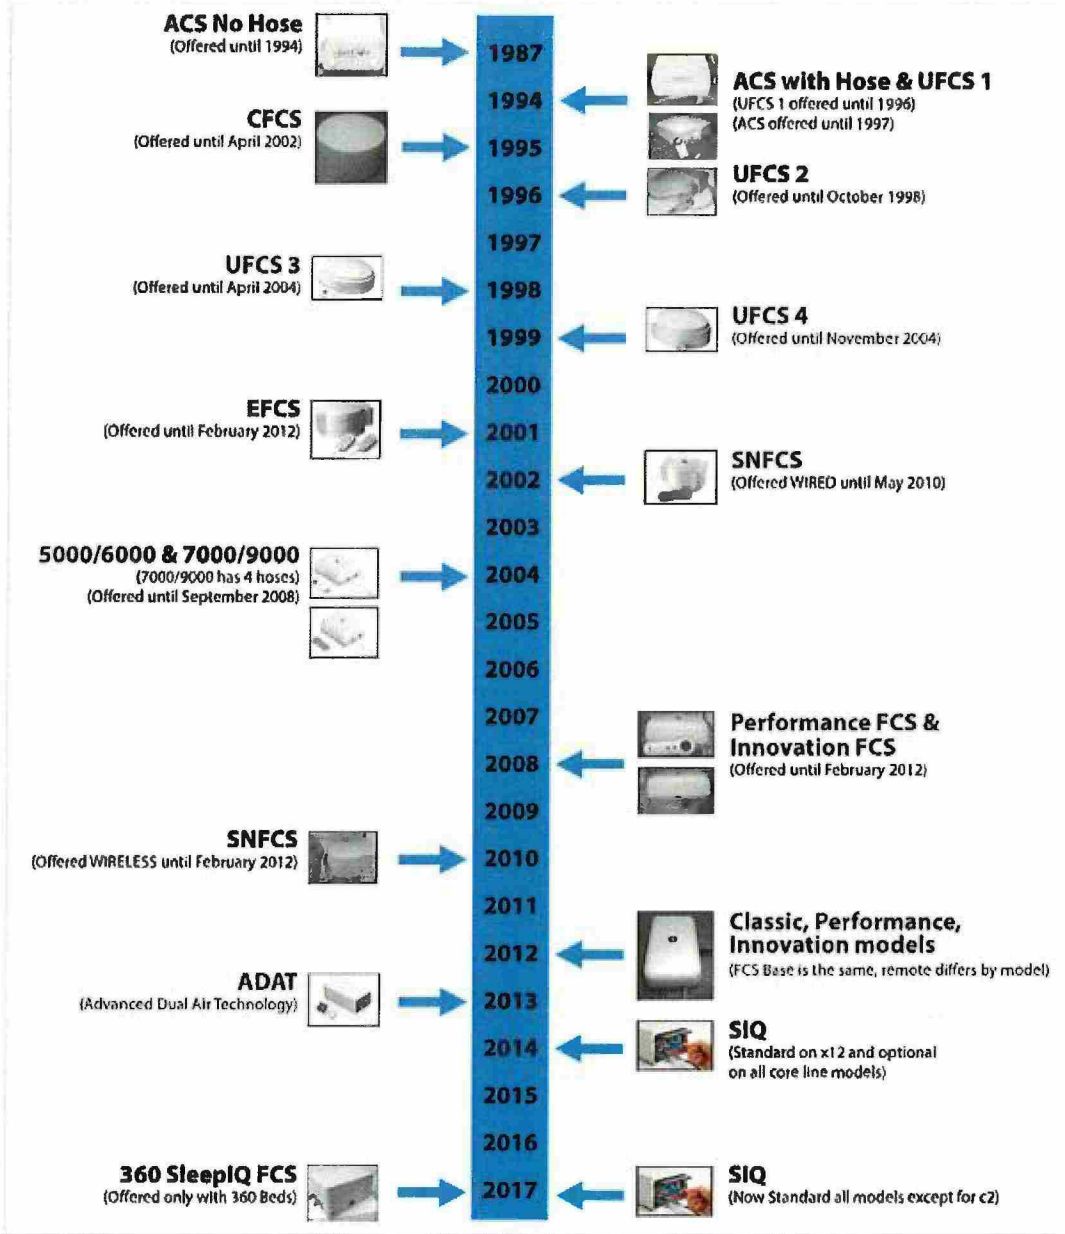 ACS No Hose
(Offered until 1994)
1987
ACS with Hose & UFCS 1
(UFCS 1 offered until 1996)
(ACS offered until 1997)
1994
CFCS
(Offered until April 2002)
1995
UFCS 2
(Offered until October 1998)
1996
1997
UFCS 3
(Offered until April 2004)
1998
UFCS 4
(Offered until November 2004)
1999
2000
EFCS
(Offered until February 2012)
2001
SNFCS
(Offered WIRED until May 2010)
2002
2003
5000/6000 & 7000/9000
(7000/9000 has 4 hoses)
(Offered until September 2008)
2004
2005
2006
2007
Performance FCS &
Innovation FCS
(Offered until February 2012)
2008
2009
SNFCS
(Offered WIRELESS until February 2012)
2010
2011
Classic, Performance,
Innovation models
(FCS Base is the same, remote differs by model)
2012
ADAT
(Advanced Dual Air Technology)
2013
SIQ
(Standard on x12 and optional
on all core line models)
2014
2015
2016
360 SleepIQ FCS
(Offered only with 360 Beds)
2017
SIQ
(Now Standard all models except for c2)